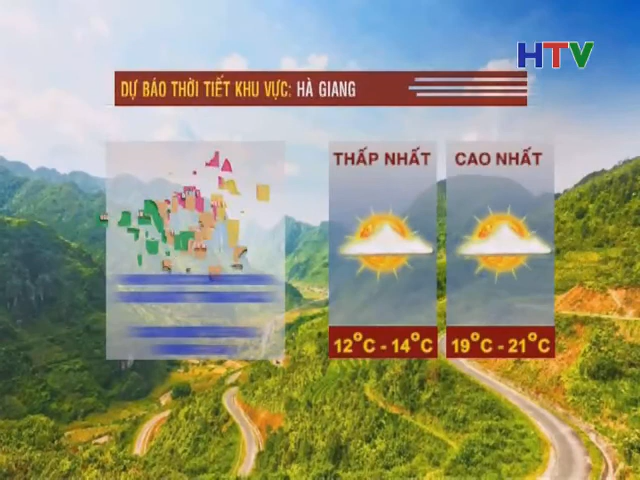 HTV
DỰ BÁO THỜI TIẾT KHU VỰC: HÀ GIANG
THẤP NHẤT
CAO NHẤT
12°C - 14°C
19°C - 21°C